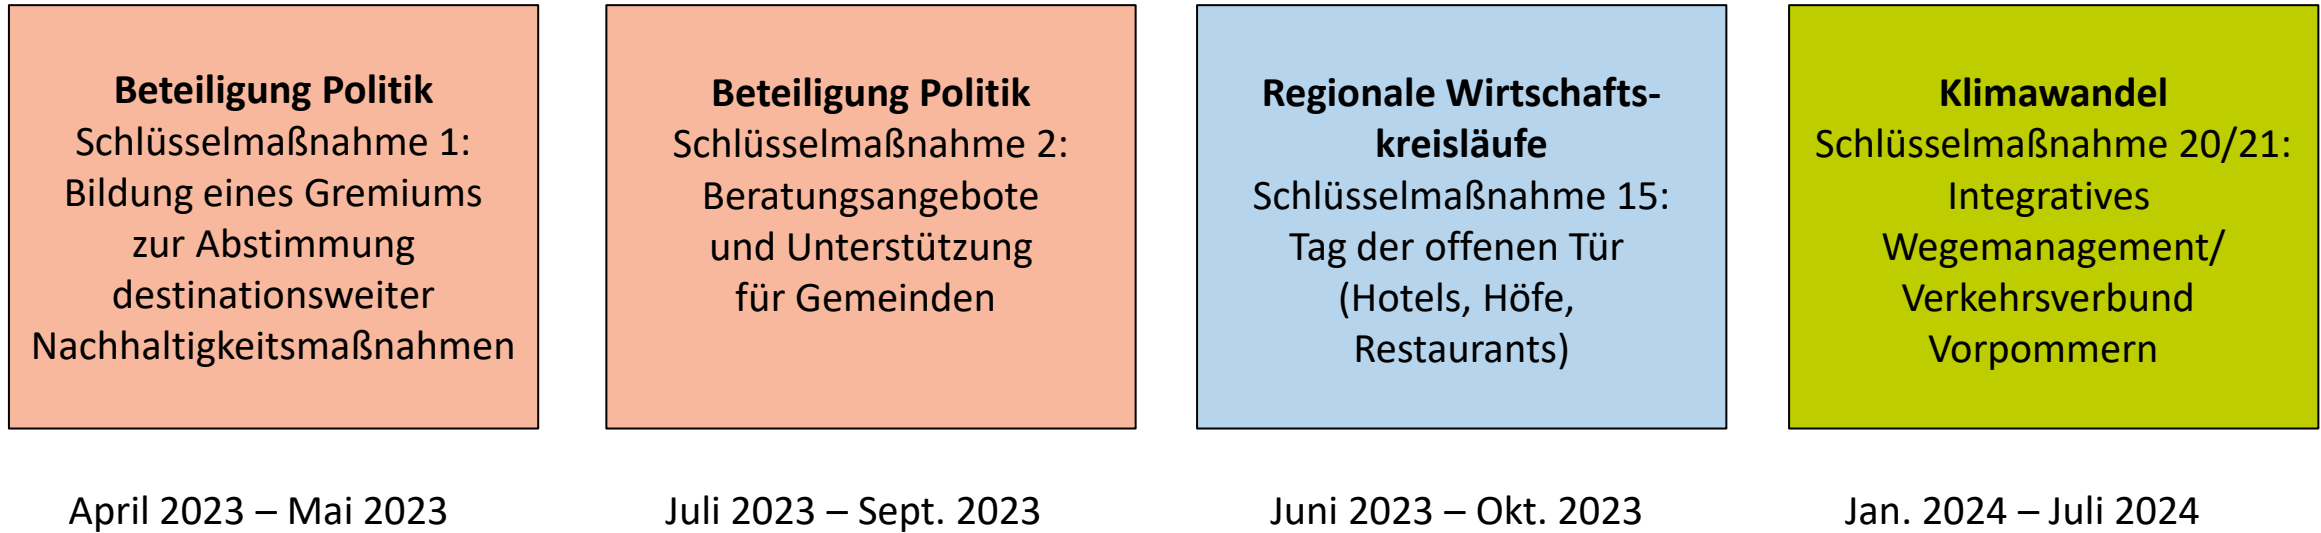 Beteiligung Politik
Schlüsselmaßnahme 1:
Bildung eines Gremiums
zur Abstimmung
destinationsweiter
Nachhaltigkeitsmaßnahmen
April 2023 – Mai 2023
Beteiligung Politik
Schlüsselmaßnahme 2:
Beratungsangebote
und Unterstützung
für Gemeinden
Juli 2023 – Sept. 2023
Regionale Wirtschafts-
kreisläufe
Schlüsselmaßnahme 15:
Tag der offenen Tür
(Hotels, Höfe,
Restaurants)
Juni 2023 – Okt. 2023
Klimawandel
Schlüsselmaßnahme 20/21:
Integratives
Wegemanagement/
Verkehrsverbund
Vorpommern
Jan. 2024 – Juli 2024